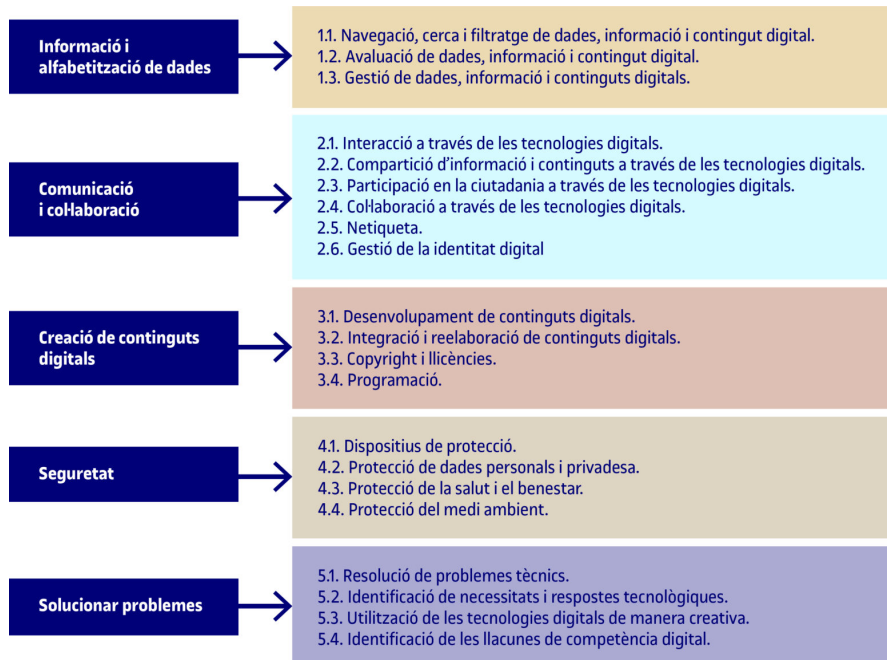 Informació i
alfabetització de dades
1.1. Navegació, cerca i filtratge de dades, informació i contingut digital.
1.2. Avaluació de dades, informació i contingut digital.
1.3. Gestió de dades, informació i continguts digitals.
Comunicació
i col·laboració
2.1. Interacció a través de les tecnologies digitals.
2.2. Compartició d'informació i continguts a través de les tecnologies digitals.
2.3. Participació en la ciutadania a través de les tecnologies digitals.
2.4. Col·laboració a través de les tecnologies digitals.
2.5. Netiqueta.
2.6. Gestió de la identitat digital
Creació de continguts
digitals
3.1. Desenvolupament de continguts digitals.
3.2. Integració i reelaboració de continguts digitals.
3.3. Copyright i llicències.
3.4. Programació.
Seguretat
4.1. Dispositius de protecció.
4.2. Protecció de dades personals i privadesa.
4.3. Protecció de la salut i el benestar.
4.4. Protecció del medi ambient.
Solucionar problemes
5.1. Resolució de problemes tècnics.
5.2. Identificació de necessitats i respostes tecnològiques.
5.3. Utilització de les tecnologies digitals de manera creativa.
5.4. Identificació de les llacunes de competència digital.